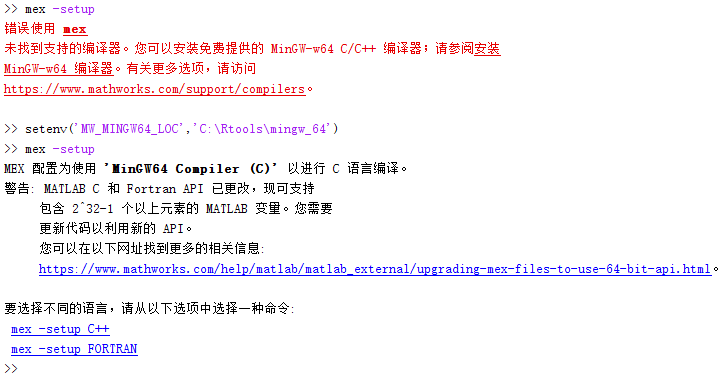 >> mex -setup
错误使用 mex
未找到支持的编译器。您可以安装免费提供的 MinGW-w64 C/C++ 编译器；请参阅安装
MinGW-w64 编译器。有关更多选项，请访问
https://www.mathworks.com/support/compilers。
>> setenv('MW_MINGW64_LOC','C:\Rtools\mingw_64')
>> mex -setup
MEX 配置为使用 'MinGW64 Compiler (C)' 以进行 C 语言编译。
警告: MATLAB C 和 Fortran API 已更改，现可支持
包含 2^32-1 个以上元素的 MATLAB 变量。您需要
更新代码以利用新的 API。
您可以在以下网址找到更多的相关信息:
https://www.mathworks.com/help/matlab/matlab_external/upgrading-mex-files-to-use-64-bit-api.html。
要选择不同的语言，请从以下选项中选择一种命令:
mex -setup C++
mex -setup FORTRAN
>>